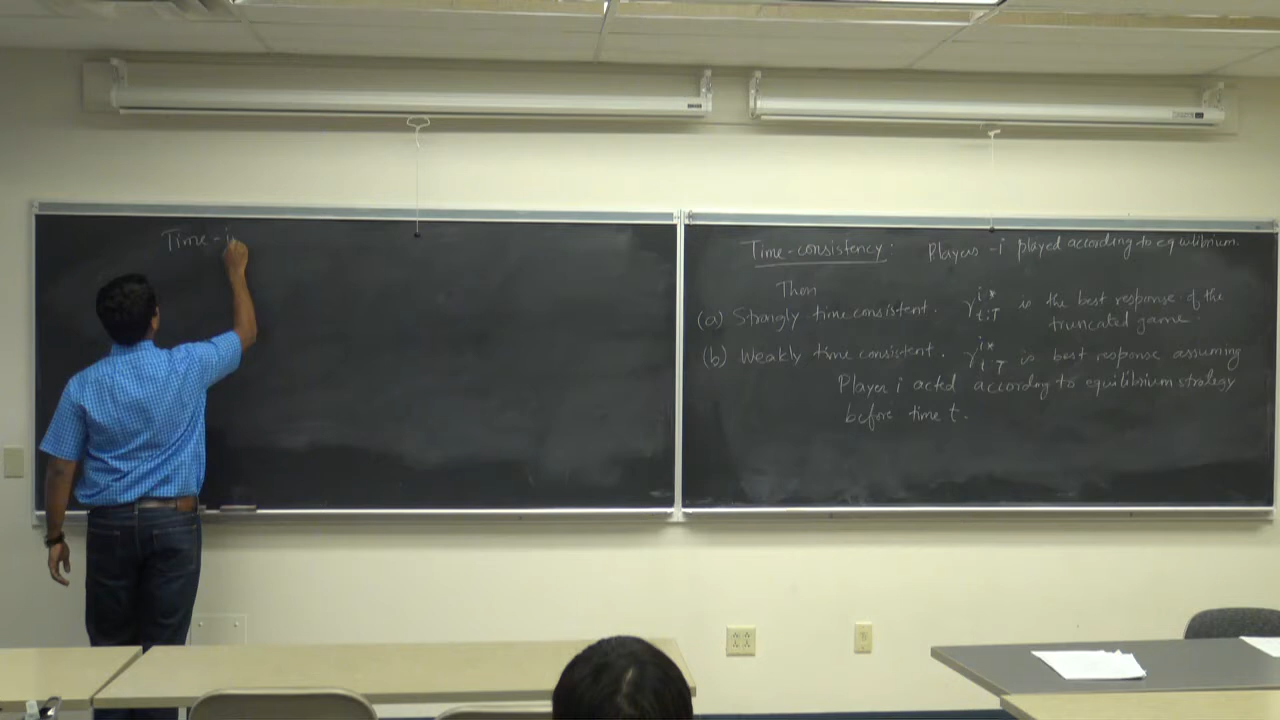 Time - i
Time-consistency: Players -i played according to equilibrium.
Then
(a) Strongly time consistent. γ^{i*}_{t:T} is the best response of the
truncated game.
(b) Weakly time consistent. γ^{i*}_{t:T} is best response assuming
Player i acted according to equilibrium strategy
before time t.